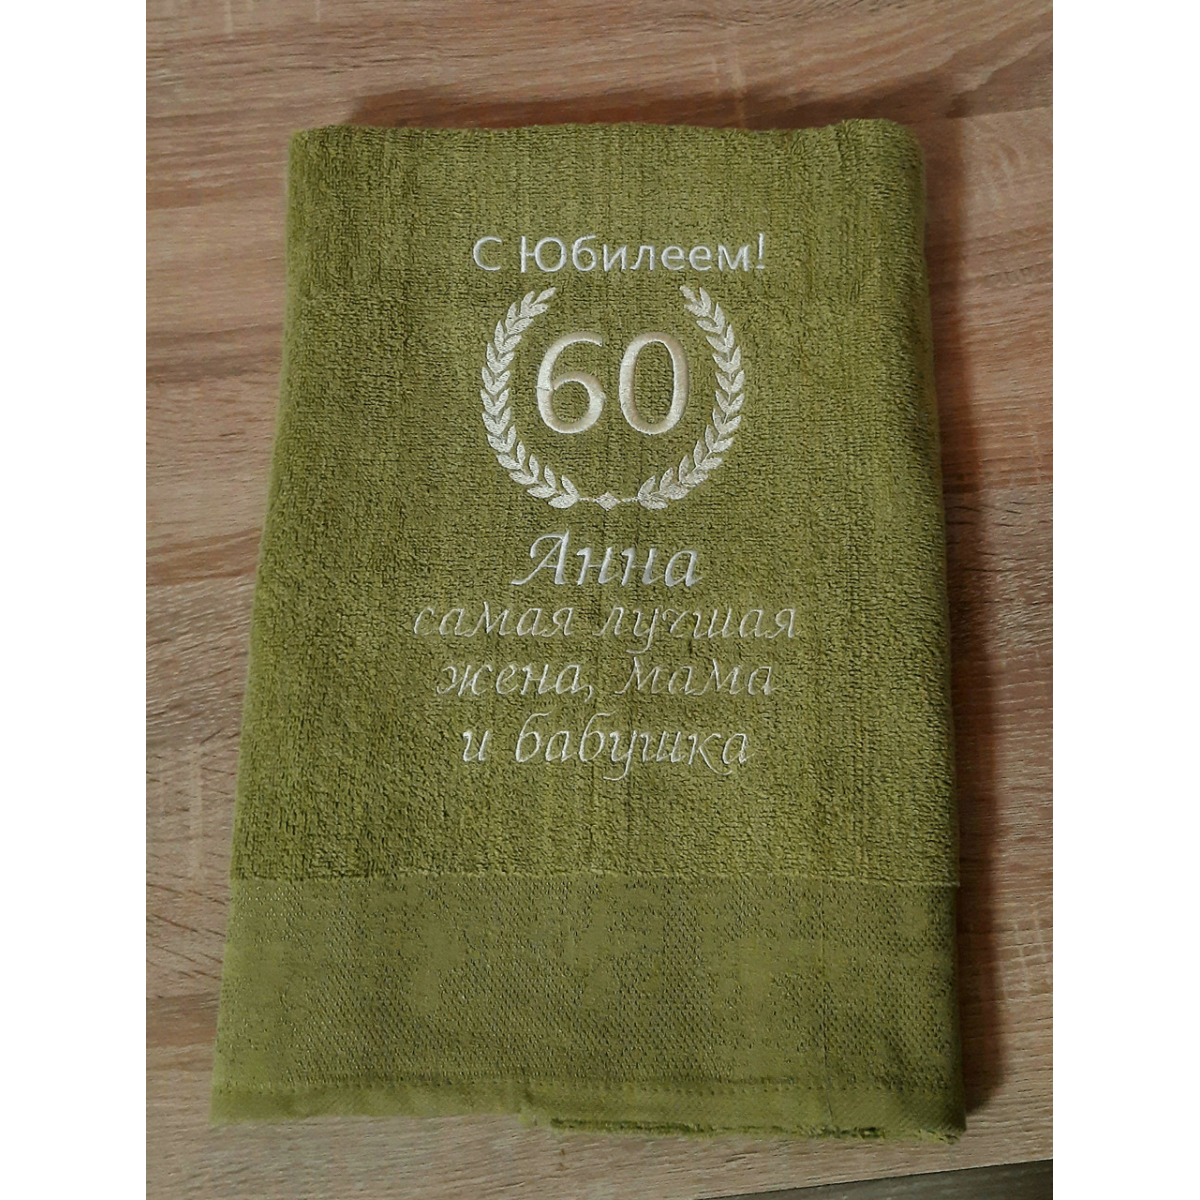 С Юбилеем!
60
Анна
самая лучшая
жена, мама
и бабушка